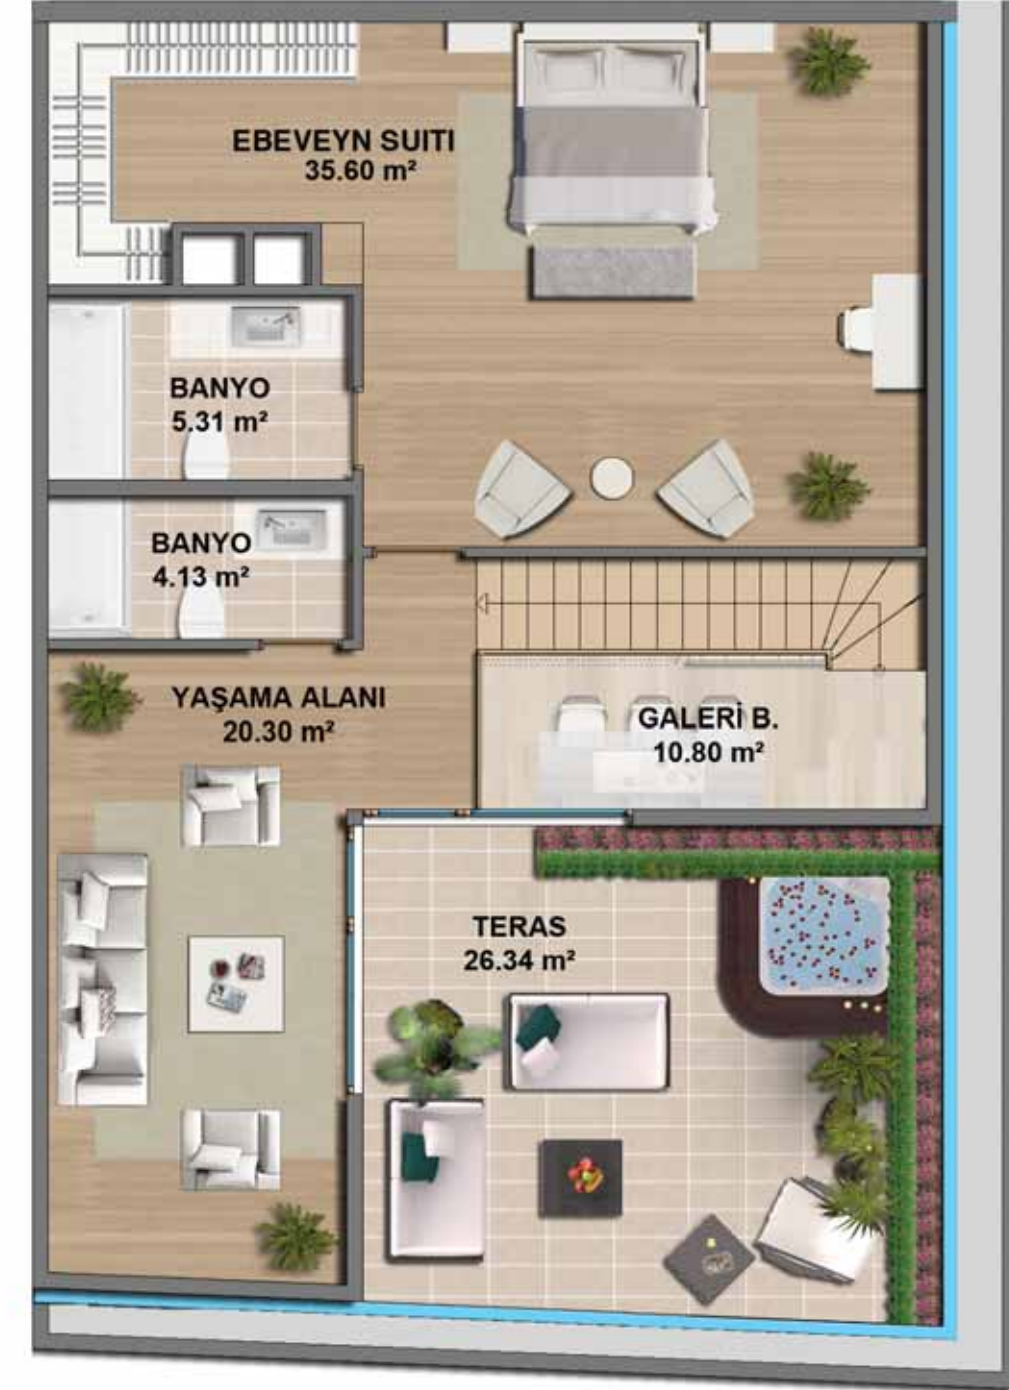 EBEVEYN SUITI
35.60 m²
BANYO
5.31 m²
BANYO
4.13 m²
YAŞAMA ALANI
20.30 m²
GALERİ B.
10.80 m²
TERAS
26.34 m²